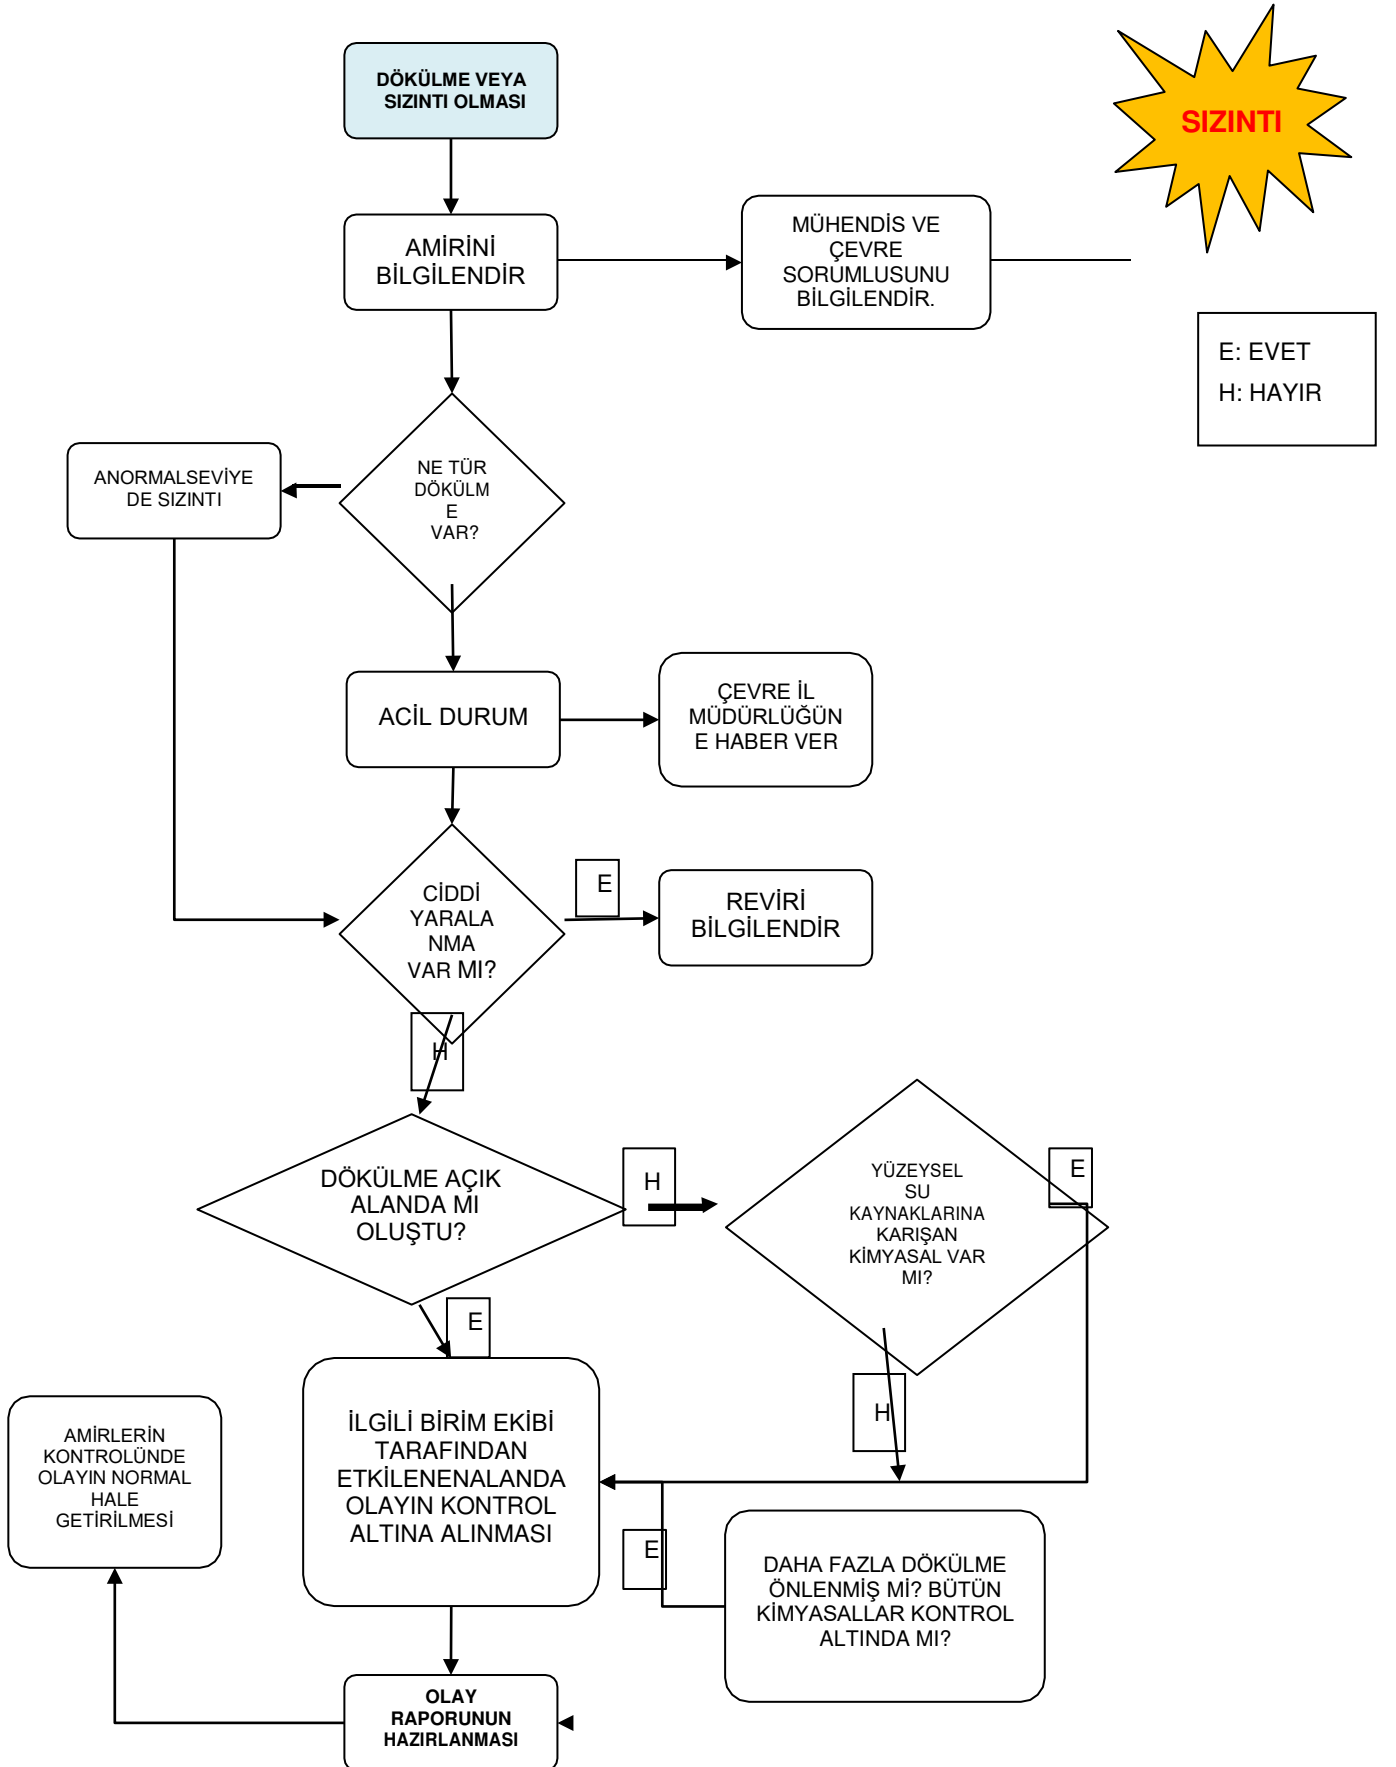 DÖKÜLME VEYA
SIZINTI OLMASI
SIZINTI
AMİRİNİ
BİLGİLENDİR
MÜHENDİS VE
ÇEVRE
SORUMLUSUNU
BİLGİLENDİR.
E: EVET
H: HAYIR
NE TÜR
DÖKÜLM
E
VAR?
ANORMALSEVİYE
DE SIZINTI
ACİL DURUM
ÇEVRE İL
MÜDÜRLÜĞÜN
E HABER VER
CİDDİ
YARALA
NMA
VAR MI?
E
REVİRİ
BİLGİLENDİR
H
DÖKÜLME AÇIK
ALANDA MI
OLUŞTU?
H
YÜZEYSEL
SU
KAYNAKLARINA
KARIŞAN
KİMYASAL VAR
MI?
E
E
H
İLGİLİ BİRİM EKİBİ
TARAFINDAN
ETKİLENENALANDA
OLAYIN KONTROL
ALTINA ALINMASI
AMİRLERİN
KONTROLÜNDE
OLAYIN NORMAL
HALE
GETİRİLMESİ
E
DAHA FAZLA DÖKÜLME
ÖNLENMİŞ Mİ? BÜTÜN
KİMYASALLAR KONTROL
ALTINDA MI?
OLAY
RAPORUNUN
HAZIRLANMASI